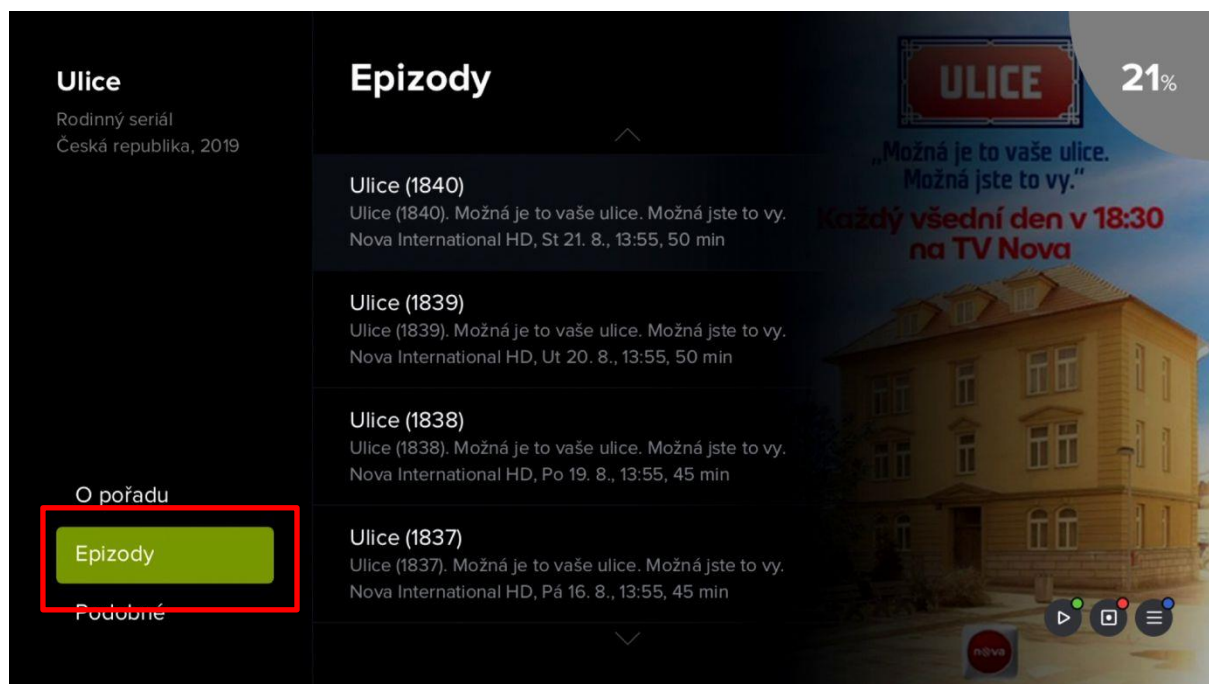 Ulice
Rodinný seriál
Česká republika, 2019
O pořadu
Epizody
Podobné
Epizody
Ulice (1840)
Ulice (1840). Možná je to vaše ulice. Možná jste to vy.
Nova International HD, St 21. 8., 13:55, 50 min
Ulice (1839)
Ulice (1839). Možná je to vaše ulice. Možná jste to vy.
Nova International HD, Ut 20. 8., 13:55, 50 min
Ulice (1838)
Ulice (1838). Možná je to vaše ulice. Možná jste to vy.
Nova International HD, Po 19. 8., 13:55, 45 min
Ulice (1837)
Ulice (1837). Možná je to vaše ulice. Možná jste to vy.
Nova International HD, Pá 16. 8., 13:55, 45 min
ULICE
21%
„Možná je to vaše ulice.
Možná jste to vy.“
Každý všední den v 18:30
na TV Nova
nova